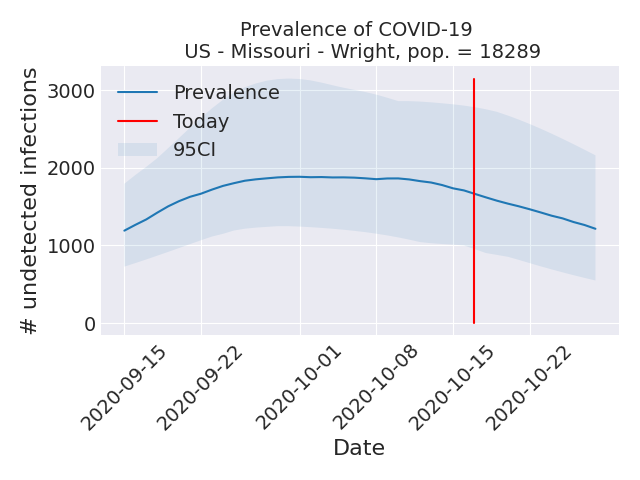 Prevalence of COVID-19
US - Missouri - Wright, pop. = 18289
# undetected infections
3000
2000
1000
0
Prevalence
Today
95CI
2020-09-15
2020-09-22
2020-10-01
2020-10-08
2020-10-15
2020-10-22
Date